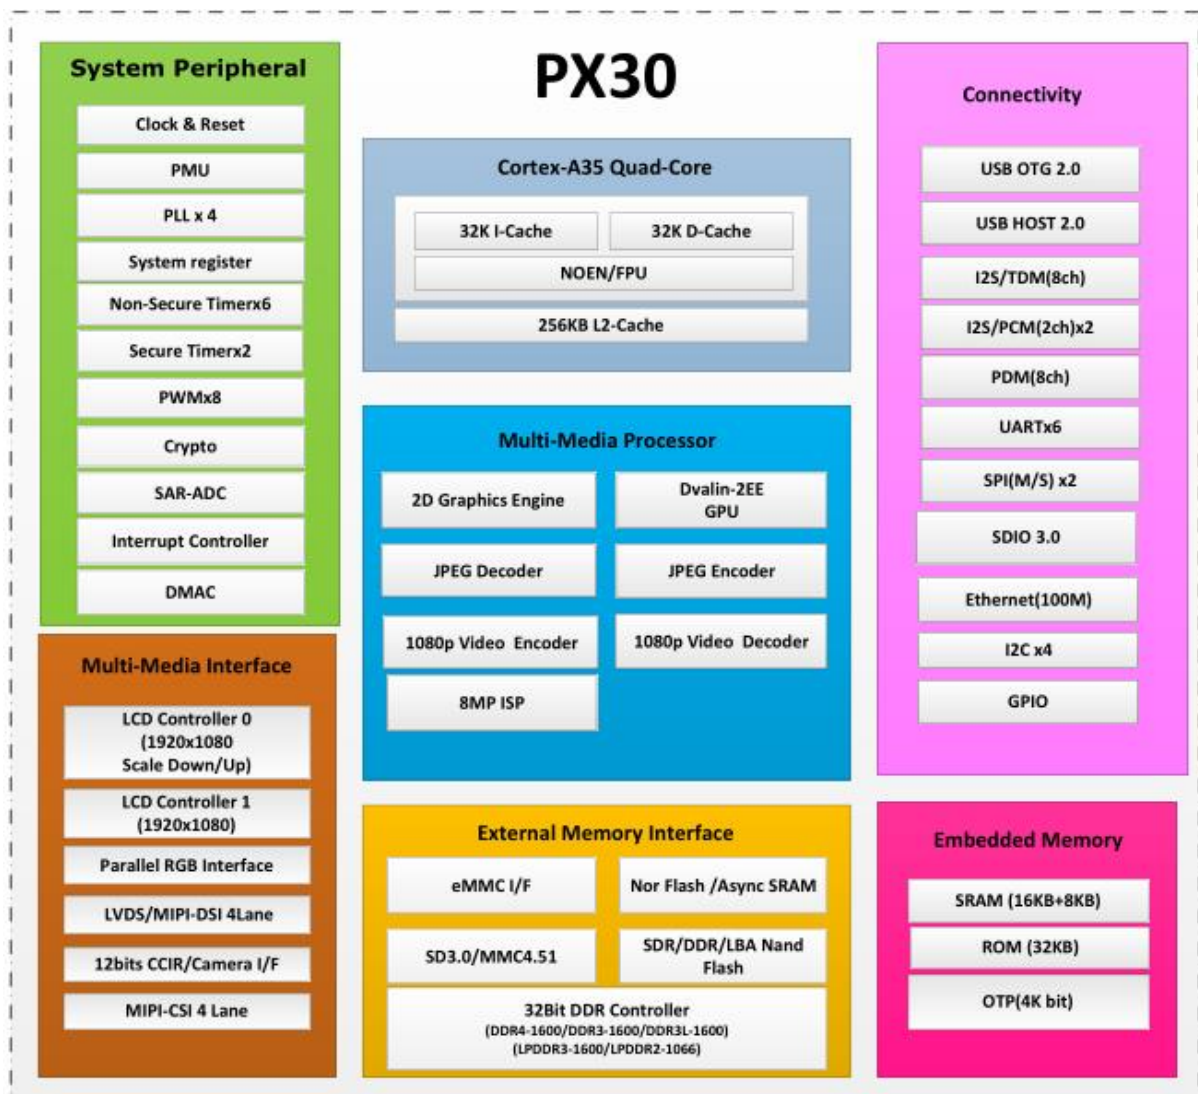 PX30
System Peripheral
Clock & Reset
PMU
PLL x 4
System register
Non-Secure Timerx6
Secure Timerx2
PWMx8
Crypto
SAR-ADC
Interrupt Controller
DMAC
Multi-Media Interface
LCD Controller 0
(1920x1080
Scale Down/Up)
LCD Controller 1
(1920x1080)
Parallel RGB Interface
LVDS/MIPI-DSI 4Lane
12bits CCIR/Camera I/F
MIPI-CSI 4 Lane
Cortex-A35 Quad-Core
32K I-Cache
32K D-Cache
NOEN/FPU
256KB L2-Cache
Multi-Media Processor
2D Graphics Engine
Dvalin-2EE
GPU
JPEG Decoder
JPEG Encoder
1080p Video Encoder
1080p Video Decoder
8MP ISP
External Memory Interface
eMMC I/F
Nor Flash /Async SRAM
SD3.0/MMC4.51
SDR/DDR/LBA Nand
Flash
32Bit DDR Controller
(DDR4-1600/DDR3-1600/DDR3L-1600)
(LPDDR3-1600/LPDDR2-1066)
Connectivity
USB OTG 2.0
USB HOST 2.0
I2S/TDM(8ch)
I2S/PCM(2ch)x2
PDM(8ch)
UARTx6
SPI(M/S) x2
SDIO 3.0
Ethernet(100M)
I2C x4
GPIO
Embedded Memory
SRAM (16KB+8KB)
ROM (32KB)
OTP(4K bit)